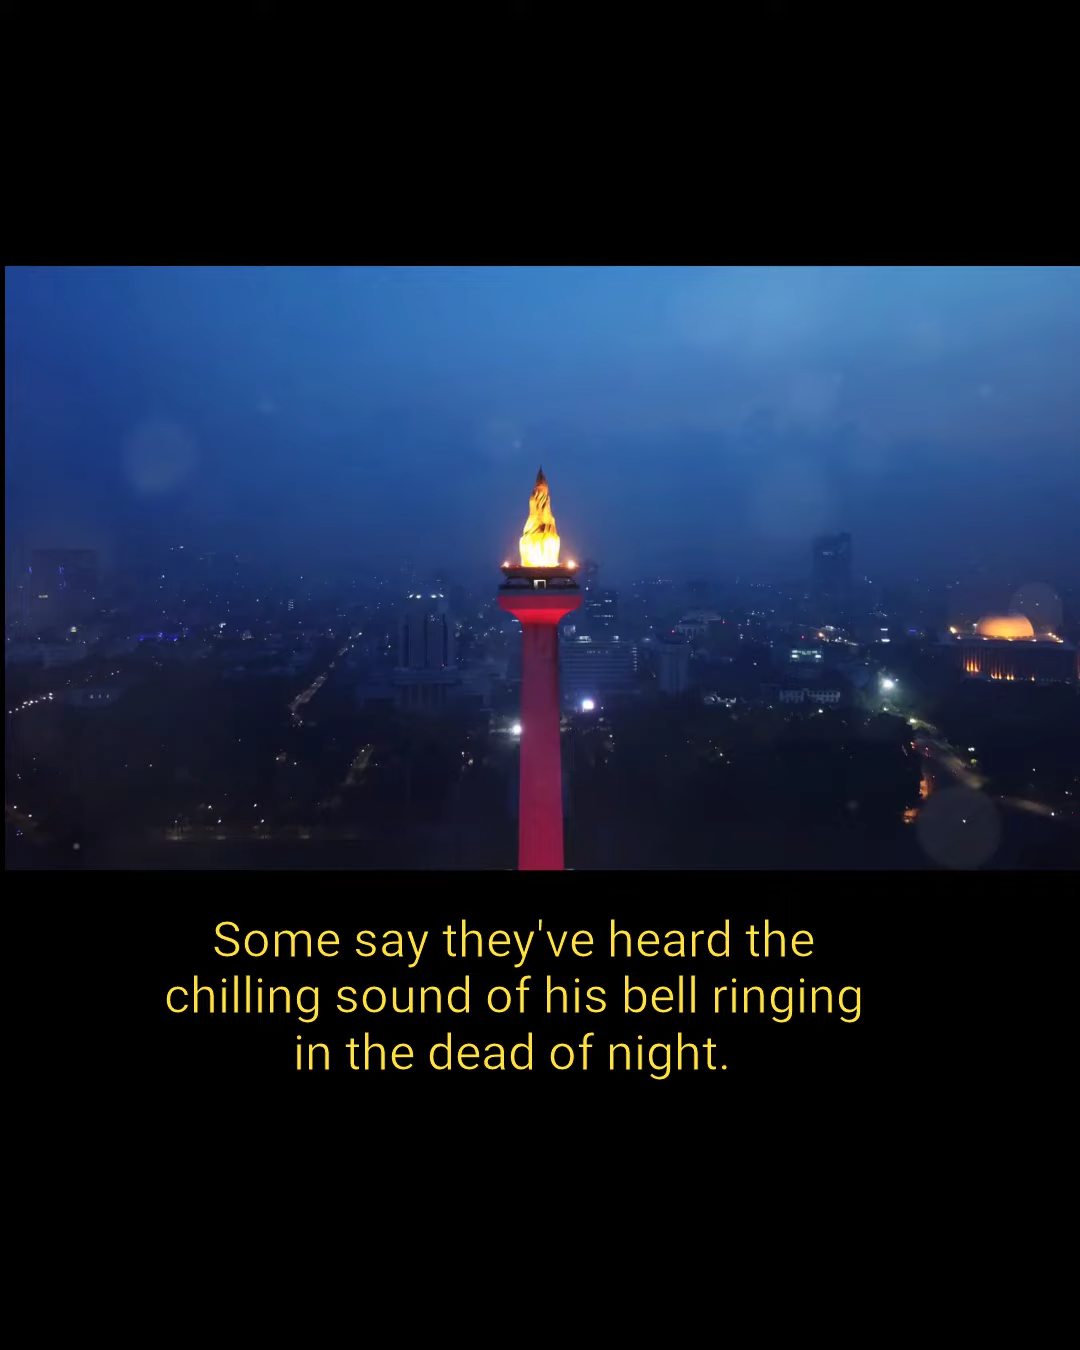 Some say they've heard the
chilling sound of his bell ringing
in the dead of night.